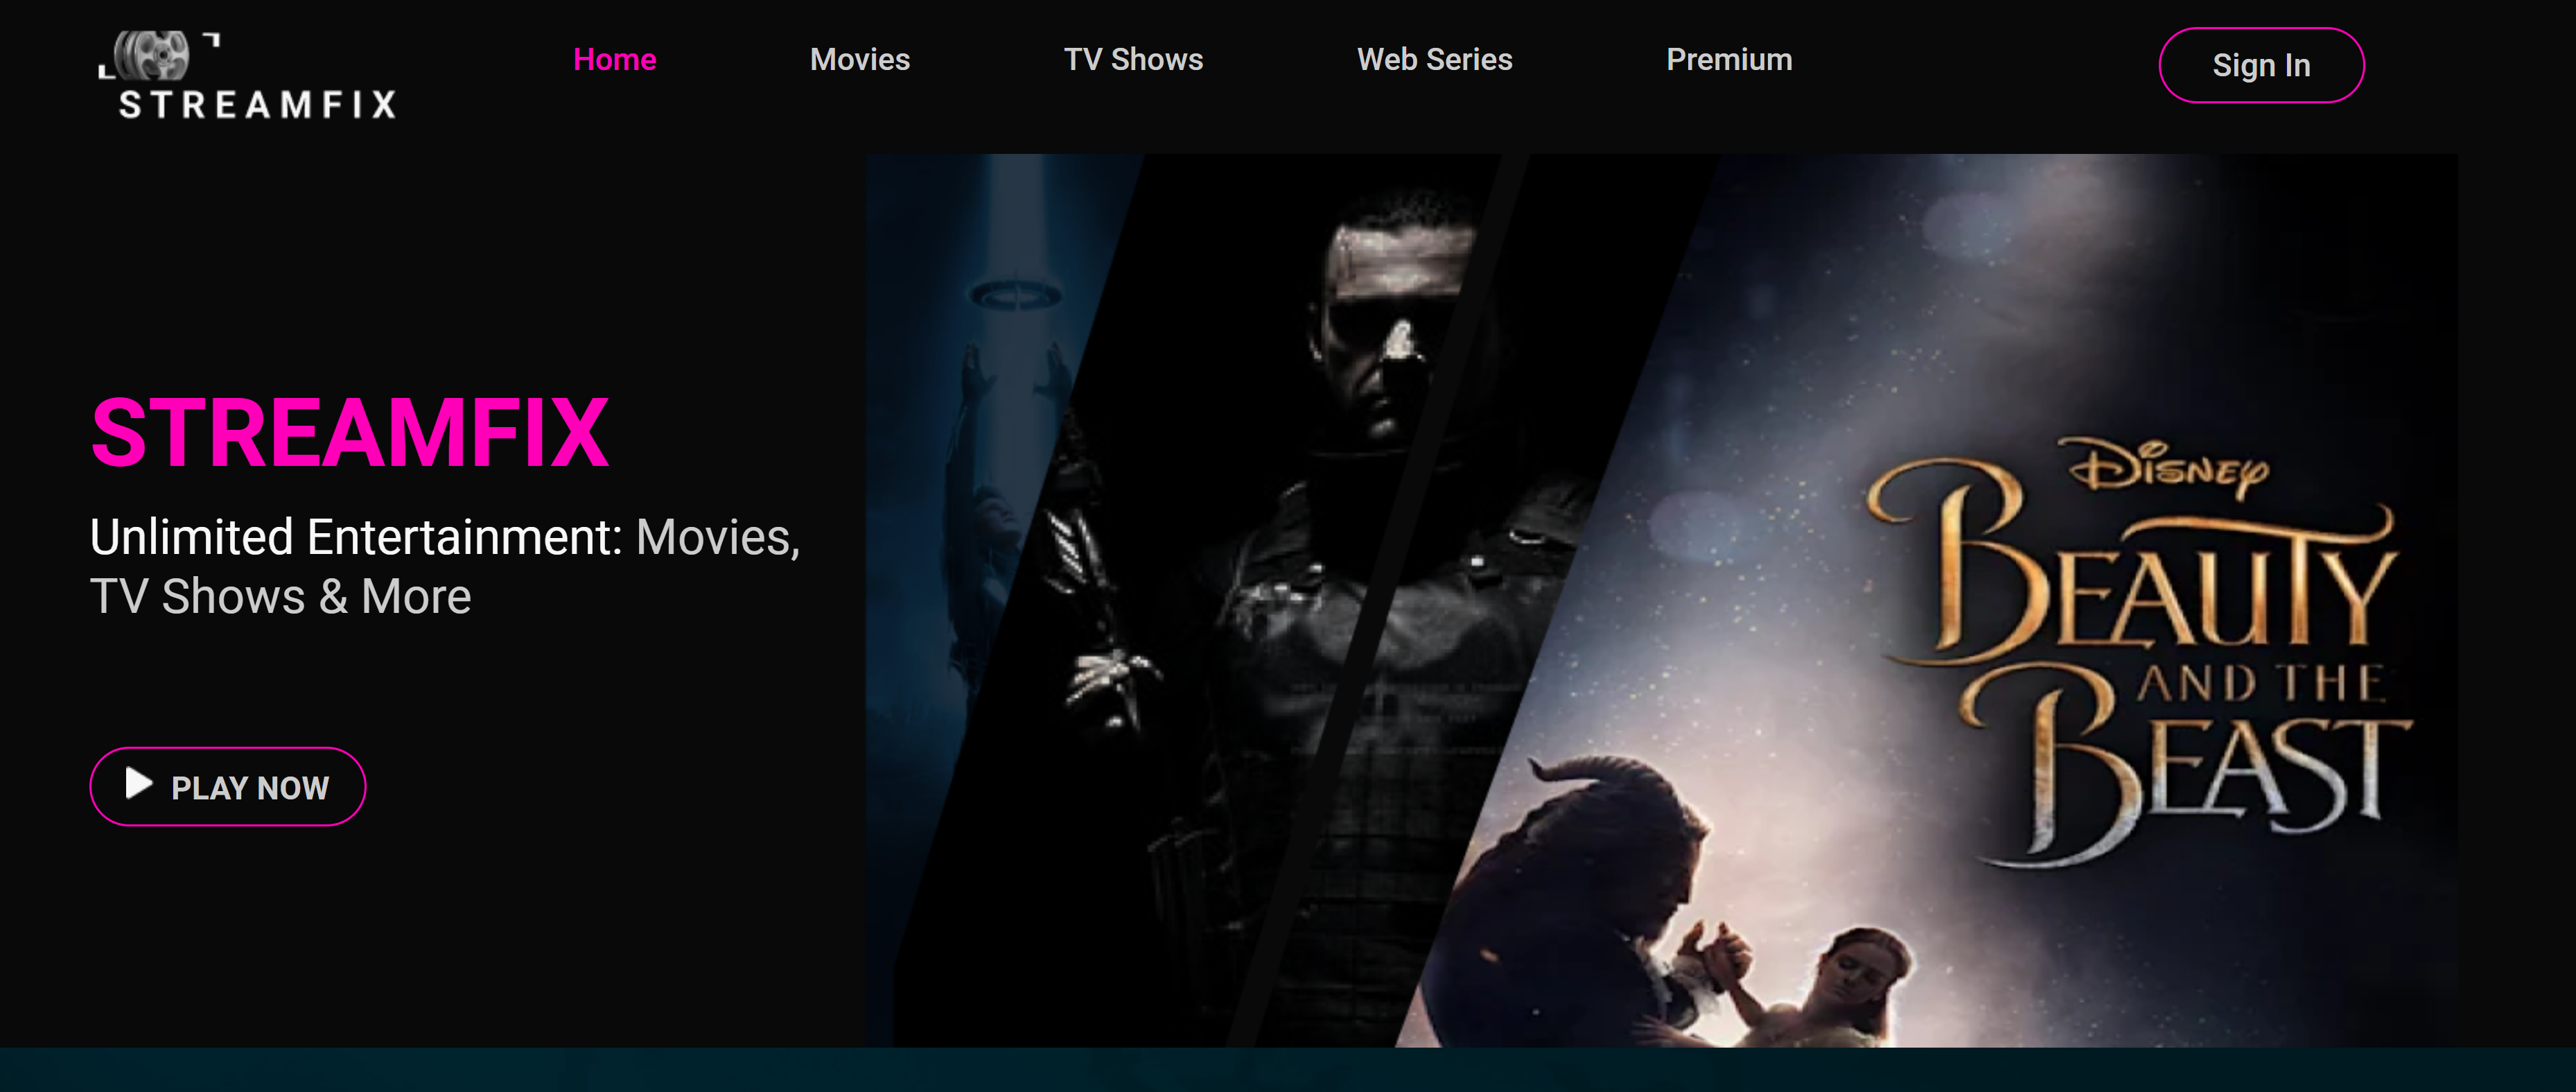 STREAMFIX
Home
Movies
TV Shows
Web Series
Premium
Sign In
STREAMFIX
Unlimited Entertainment: Movies,
TV Shows & More
PLAY NOW
Disney
BEAUTY
AND THE
BEAST